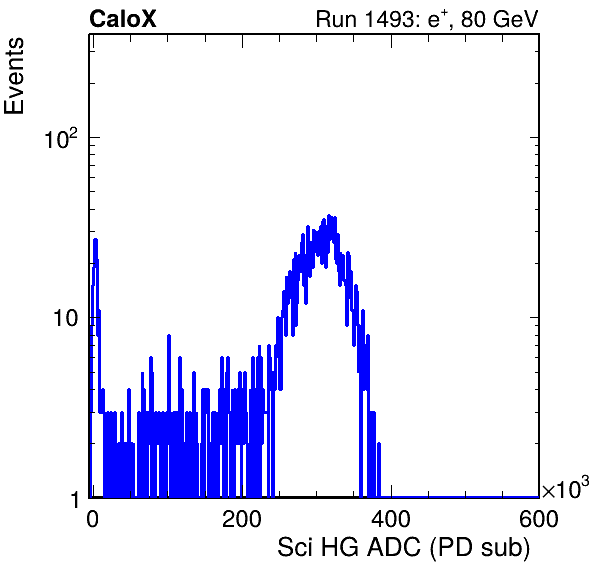 CaloX Run 1493: e⁺, 80 GeV
Events
10²
10
1
0 200 400 600
×10³
Sci HG ADC (PD sub)